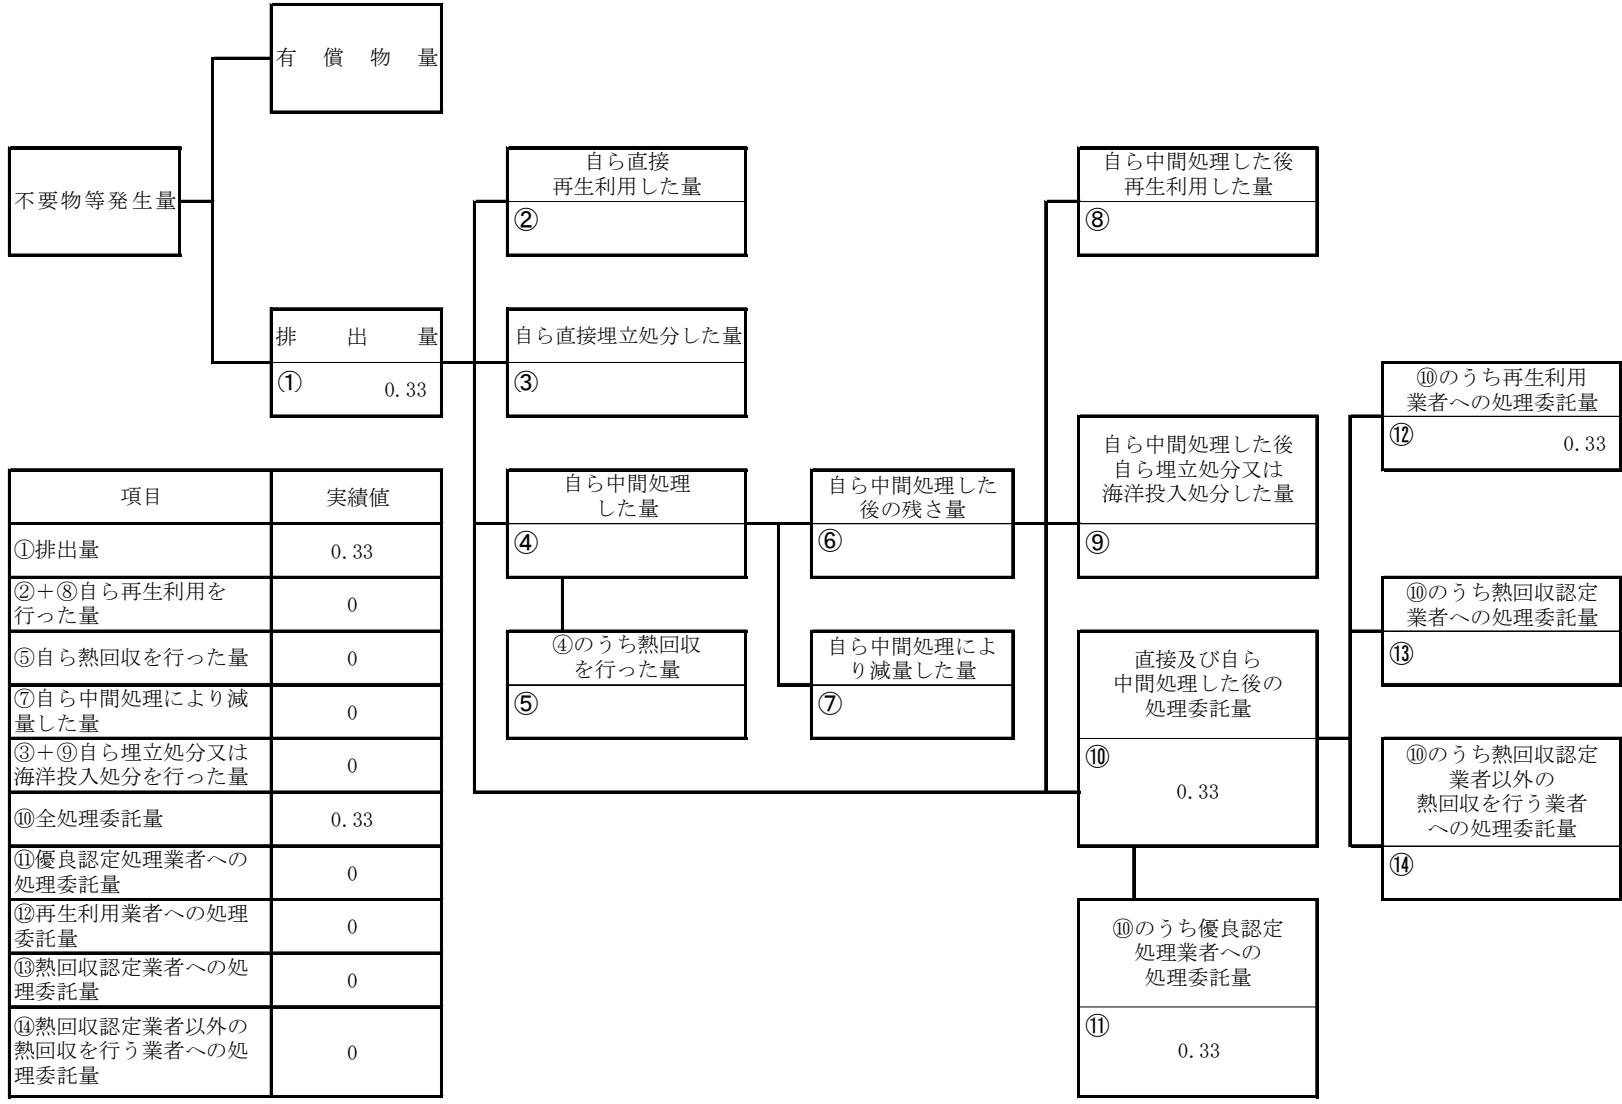 有償物量
不要物等発生量
排出量
①
0.33
自ら直接
再生利用した量
②
自ら直接埋立処分した量
③
自ら中間処理
した量
④
④のうち熱回収
を行った量
⑤
自ら中間処理した
後の残さ量
⑥
自ら中間処理によ
り減量した量
⑦
自ら中間処理した後
再生利用した量
⑧
自ら中間処理した後
自ら埋立処分又は
海洋投入処分した量
⑨
直接及び自ら
中間処理した後の
処理委託量
⑩
0.33
⑩のうち優良認定
処理業者への
処理委託量
⑪
0.33
⑩のうち再生利用
業者への処理委託量
⑫
0.33
⑩のうち熱回収認定
業者への処理委託量
⑬
⑩のうち熱回収認定
業者以外の
熱回収を行う業者
への処理委託量
⑭
項目 実績値
①排出量 0.33
②+⑧自ら再生利用を
行った量 0
⑤自ら熱回収を行った量 0
⑦自ら中間処理により減
量した量 0
③+⑨自ら埋立処分又は
海洋投入処分を行った量 0
⑩全処理委託量 0.33
⑪優良認定処理業者への
処理委託量 0
⑫再生利用業者への処理
委託量 0
⑬熱回収認定業者への処
理委託量 0
⑭熱回収認定業者以外の
熱回収を行う業者への処 0
理委託量